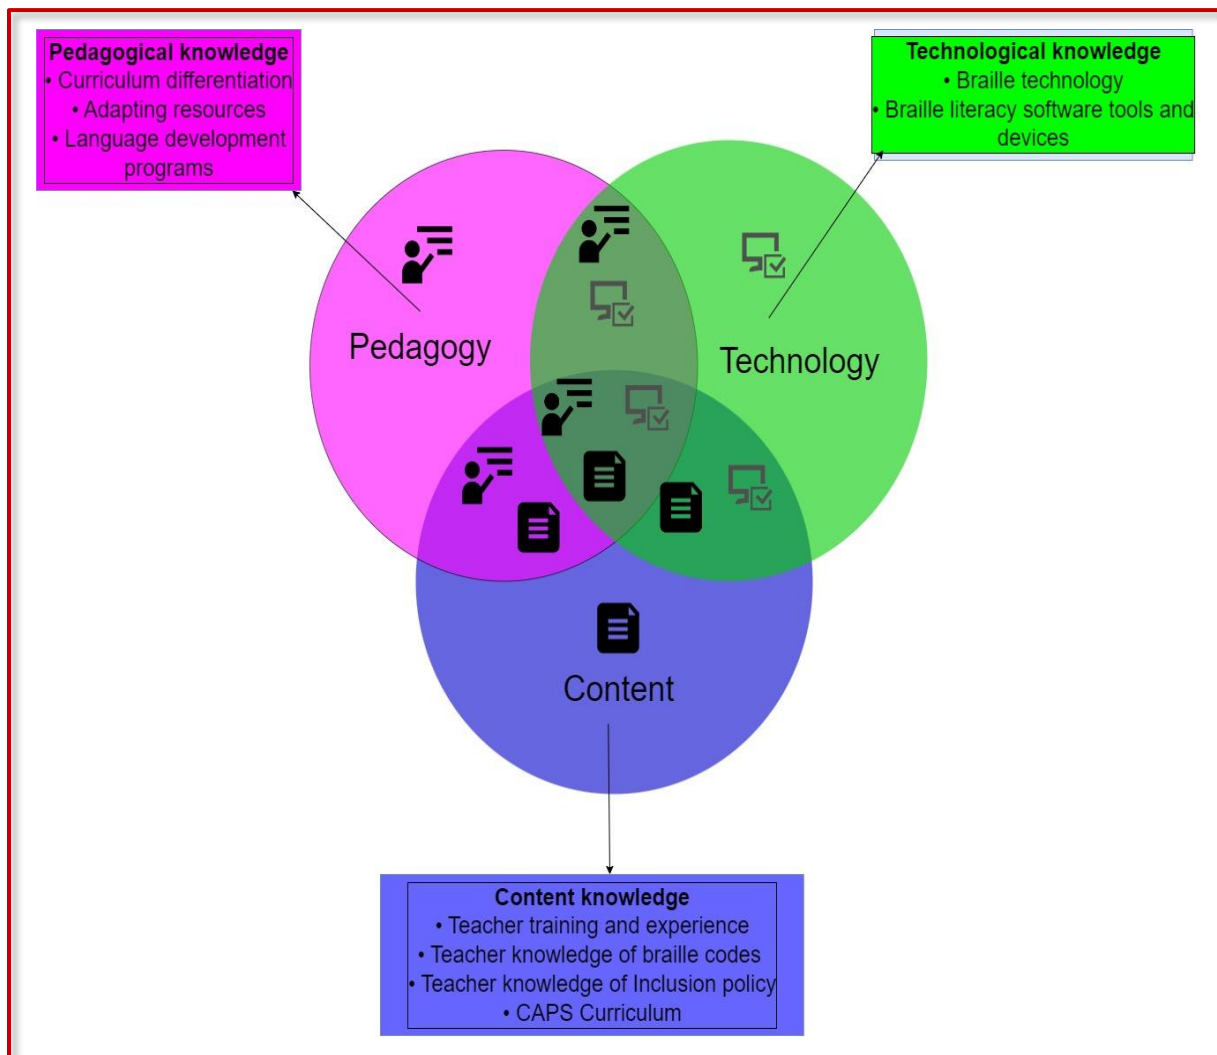 Pedagogical knowledge
• Curriculum differentiation
• Adapting resources
• Language development
programs
Technological knowledge
• Braille technology
• Braille literacy software tools and
devices
Pedagogy
Technology
Content
Content knowledge
• Teacher training and experience
• Teacher knowledge of braille codes
• Teacher knowledge of Inclusion policy
• CAPS Curriculum